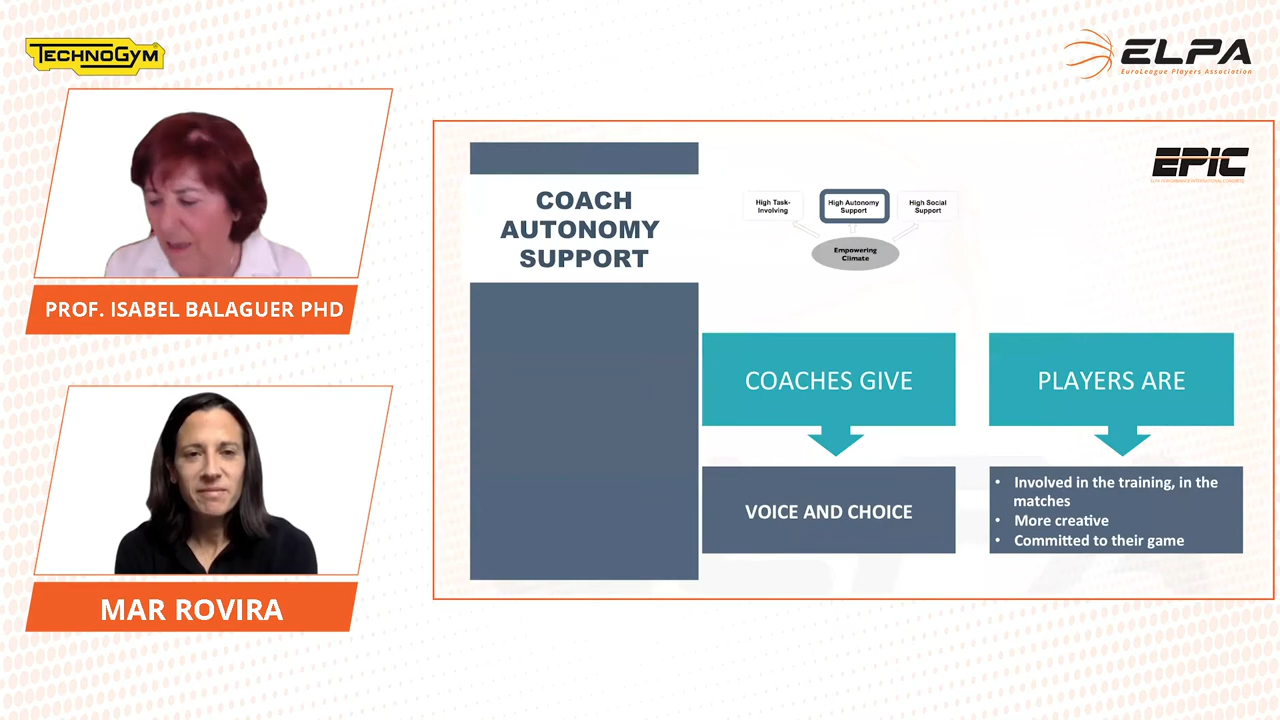 TECHNOGYM
ELPA
EuroLeague Players Association
PROF. ISABEL BALAGUER PHD
MAR ROVIRA
EPIC
COACH
AUTONOMY
SUPPORT
High Task-
Involving
High Autonomy
Support
High Social
Support
Empowering
Climate
COACHES GIVE
PLAYERS ARE
VOICE AND CHOICE
• Involved in the training, in the
matches
• More creative
• Committed to their game